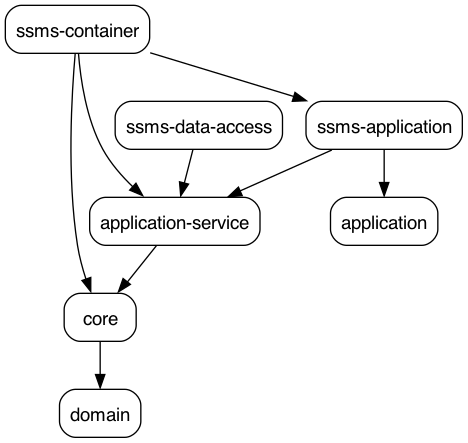 ssms-container
ssms-data-access
ssms-application
application-service
application
core
domain